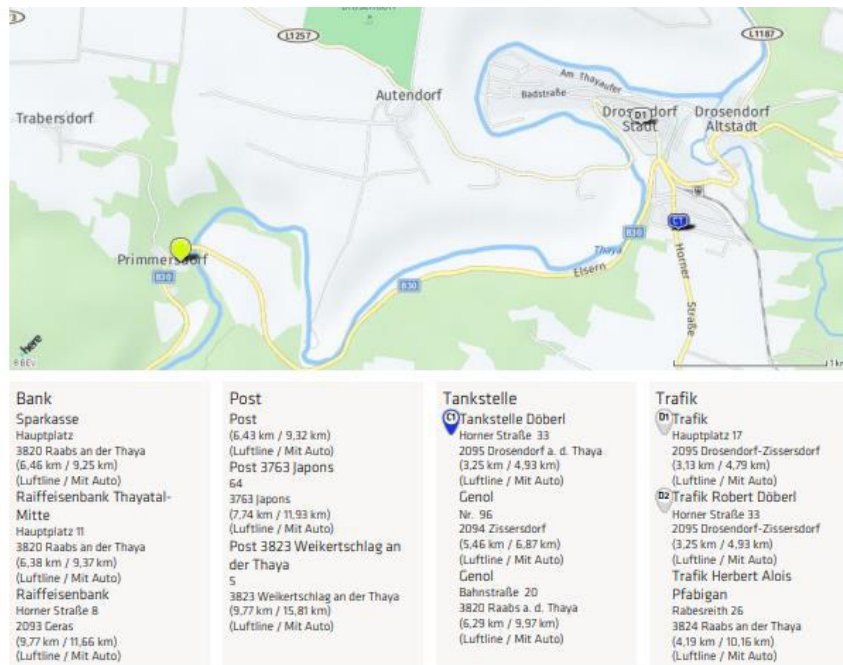 L1257
L1187
Am Thayaufer
Badstraße
Autendorf
Trabersdorf
D1
Drosendorf
Stadt
Drosendorf
Altstadt
C1
Primmersdorf
B30
B30
B30
Thaya
Elsern
Horner
Straße
here
Bank
Sparkasse
Hauptplatz
3820 Raabs an der Thaya
(6,46 km / 9,25 km)
(Luftline / Mit Auto)
Raiffeisenbank Thayatal-
Mitte
Hauptplatz 11
3820 Raabs an der Thaya
(6,38 km / 9,37 km)
(Luftline / Mit Auto)
Raiffeisenbank
Horner Straße 8
2093 Geras
(9,77 km / 11,66 km)
(Luftline / Mit Auto)
Post
Post
(6,43 km / 9,32 km)
(Luftline / Mit Auto)
Post 3763 Japons
64
3763 Japons
(7,74 km / 11,93 km)
(Luftline / Mit Auto)
Post 3823 Weikertschlag an
der Thaya
5
3823 Weikertschlag an der Thaya
(9,77 km / 15,81 km)
(Luftline / Mit Auto)
Tankstelle
C1 Tankstelle Döberl
Horner Straße 33
2095 Drosendorf a. d. Thaya
(3,25 km / 4,93 km)
(Luftline / Mit Auto)
Genol
Nr. 96
2094 Zissersdorf
(5,46 km / 6,87 km)
(Luftline / Mit Auto)
Genol
Bahnstraße 20
3820 Raabs a. d. Thaya
(6,29 km / 9,97 km)
(Luftline / Mit Auto)
Trafik
D1 Trafik
Hauptplatz 17
2095 Drosendorf-Zissersdorf
(3,13 km / 4,79 km)
(Luftline / Mit Auto)
D2 Trafik Robert Döberl
Horner Straße 33
2095 Drosendorf-Zissersdorf
(3,25 km / 4,93 km)
(Luftline / Mit Auto)
Trafik Herbert Alois
Pfabigan
Rabesreith 26
3824 Raabs an der Thaya
(4,19 km / 10,16 km)
(Luftline / Mit Auto)